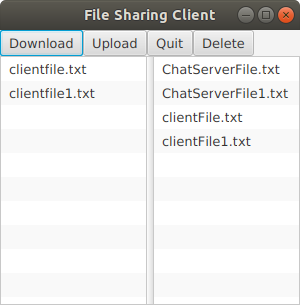 File Sharing Client
Download Upload Quit Delete
clientfile.txt
clientfile1.txt
ChatServerFile.txt
ChatServerFile1.txt
clientFile.txt
clientFile1.txt